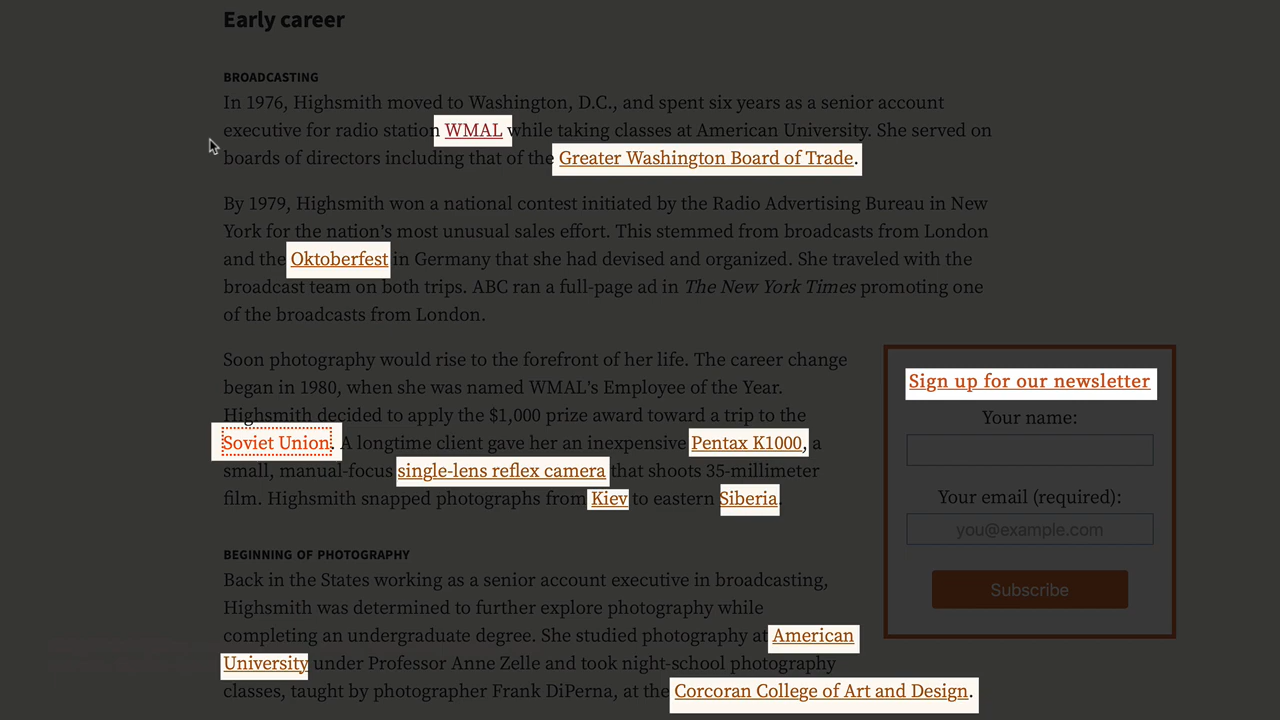 Early career
BROADCASTING
In 1976, Highsmith moved to Washington, D.C., and spent six years as a senior account
executive for radio station WMAL while taking classes at American University. She served on
boards of directors including that of the Greater Washington Board of Trade.
By 1979, Highsmith won a national contest initiated by the Radio Advertising Bureau in New
York for the nation’s most unusual sales effort. This stemmed from broadcasts from London
and the Oktoberfest in Germany that she had devised and organized. She traveled with the
broadcast team on both trips. ABC ran a full-page ad in The New York Times promoting one
of the broadcasts from London.
Soon photography would rise to the forefront of her life. The career change
began in 1980, when she was named WMAL's Employee of the Year.
Highsmith decided to apply the $1,000 prize award toward a trip to the
Soviet Union. A longtime client gave her an inexpensive Pentax K1000, a
small, manual-focus single-lens reflex camera that shoots 35-millimeter
film. Highsmith snapped photographs from Kiev to eastern Siberia.
Sign up for our newsletter
Your name:
Your email (required):
you@example.com
Subscribe
BEGINNING OF PHOTOGRAPHY
Back in the States working as a senior account executive in broadcasting,
Highsmith was determined to further explore photography while
completing an undergraduate degree. She studied photography at American
University under Professor Anne Zelle and took night-school photography
classes, taught by photographer Frank DiPerna, at the Corcoran College of Art and Design.